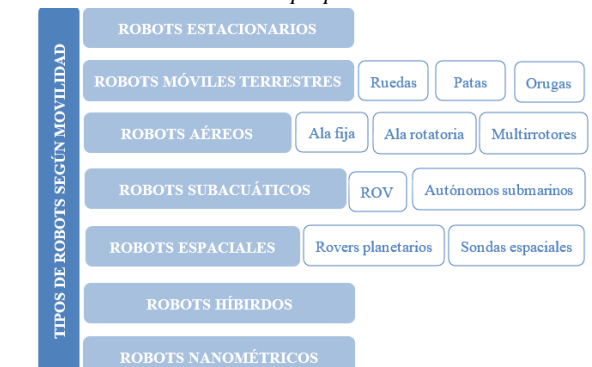 TIPOS DE ROBOTS SEGÚN MOVILIDAD
ROBOTS ESTACIONARIOS
ROBOTS MÓVILES TERRESTRES
Ruedas
Patas
Orugas
ROBOTS AÉREOS
Ala fija
Ala rotatoria
Multirrotores
ROBOTS SUBACUÁTICOS
ROV
Autónomos submarinos
ROBOTS ESPACIALES
Rovers planetarios
Sondas espaciales
ROBOTS HÍBIRDOS
ROBOTS NANOMÉTRICOS